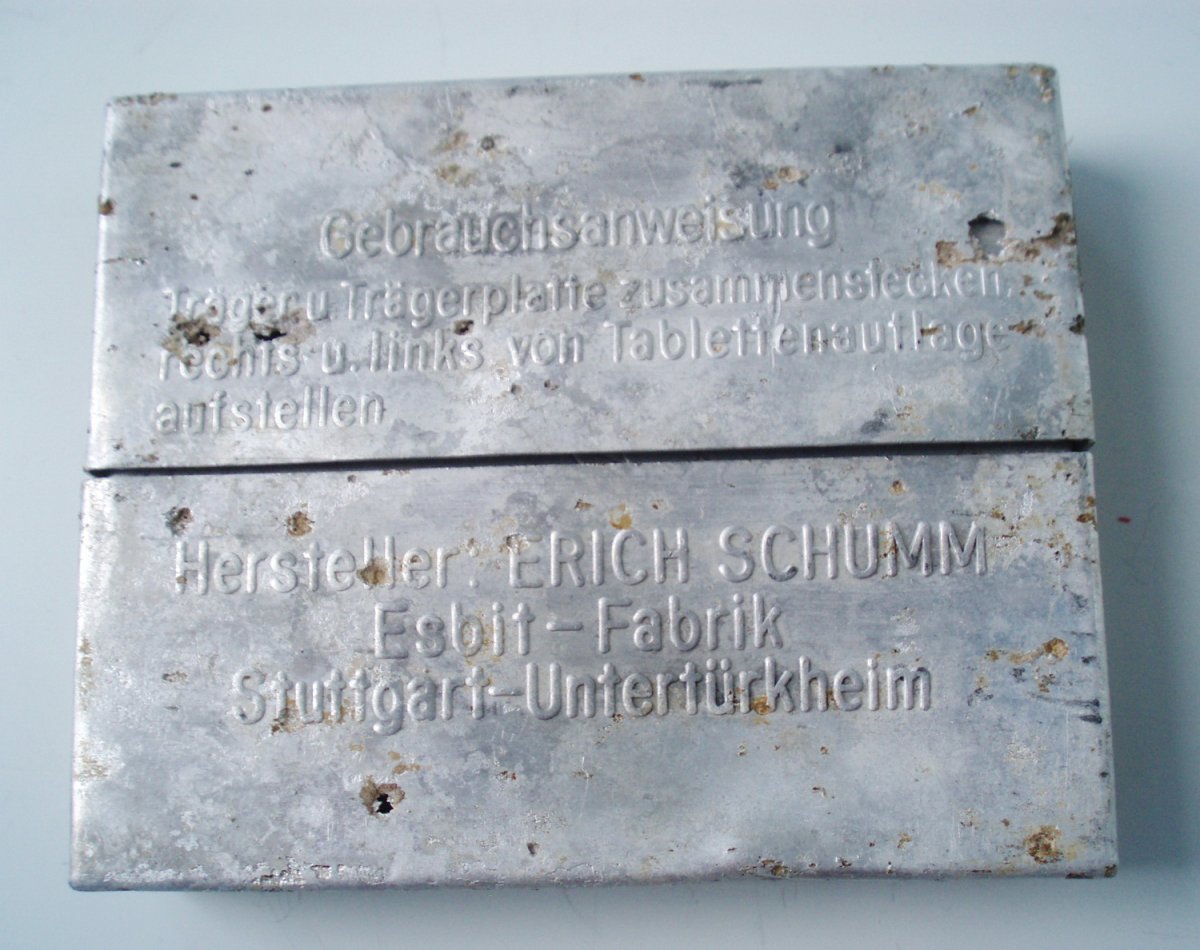 Gebrauchsanweisung
Träger u. Trägerplatte zusammenstecken,
rechts u. links von Tablettenauflage
aufstellen
Hersteller: ERICH SCHUMM
Esbit-Fabrik
Stuttgart-Untertürkheim